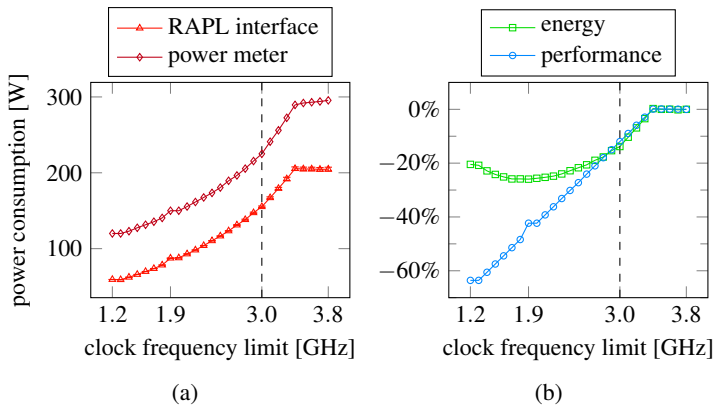 RAPL interface
power meter
power consumption [W]
300
200
100
1.2 1.9 3.0 3.8
clock frequency limit [GHz]
(a)
energy
performance
0%
−20%
−40%
−60%
1.2 1.9 3.0 3.8
clock frequency limit [GHz]
(b)